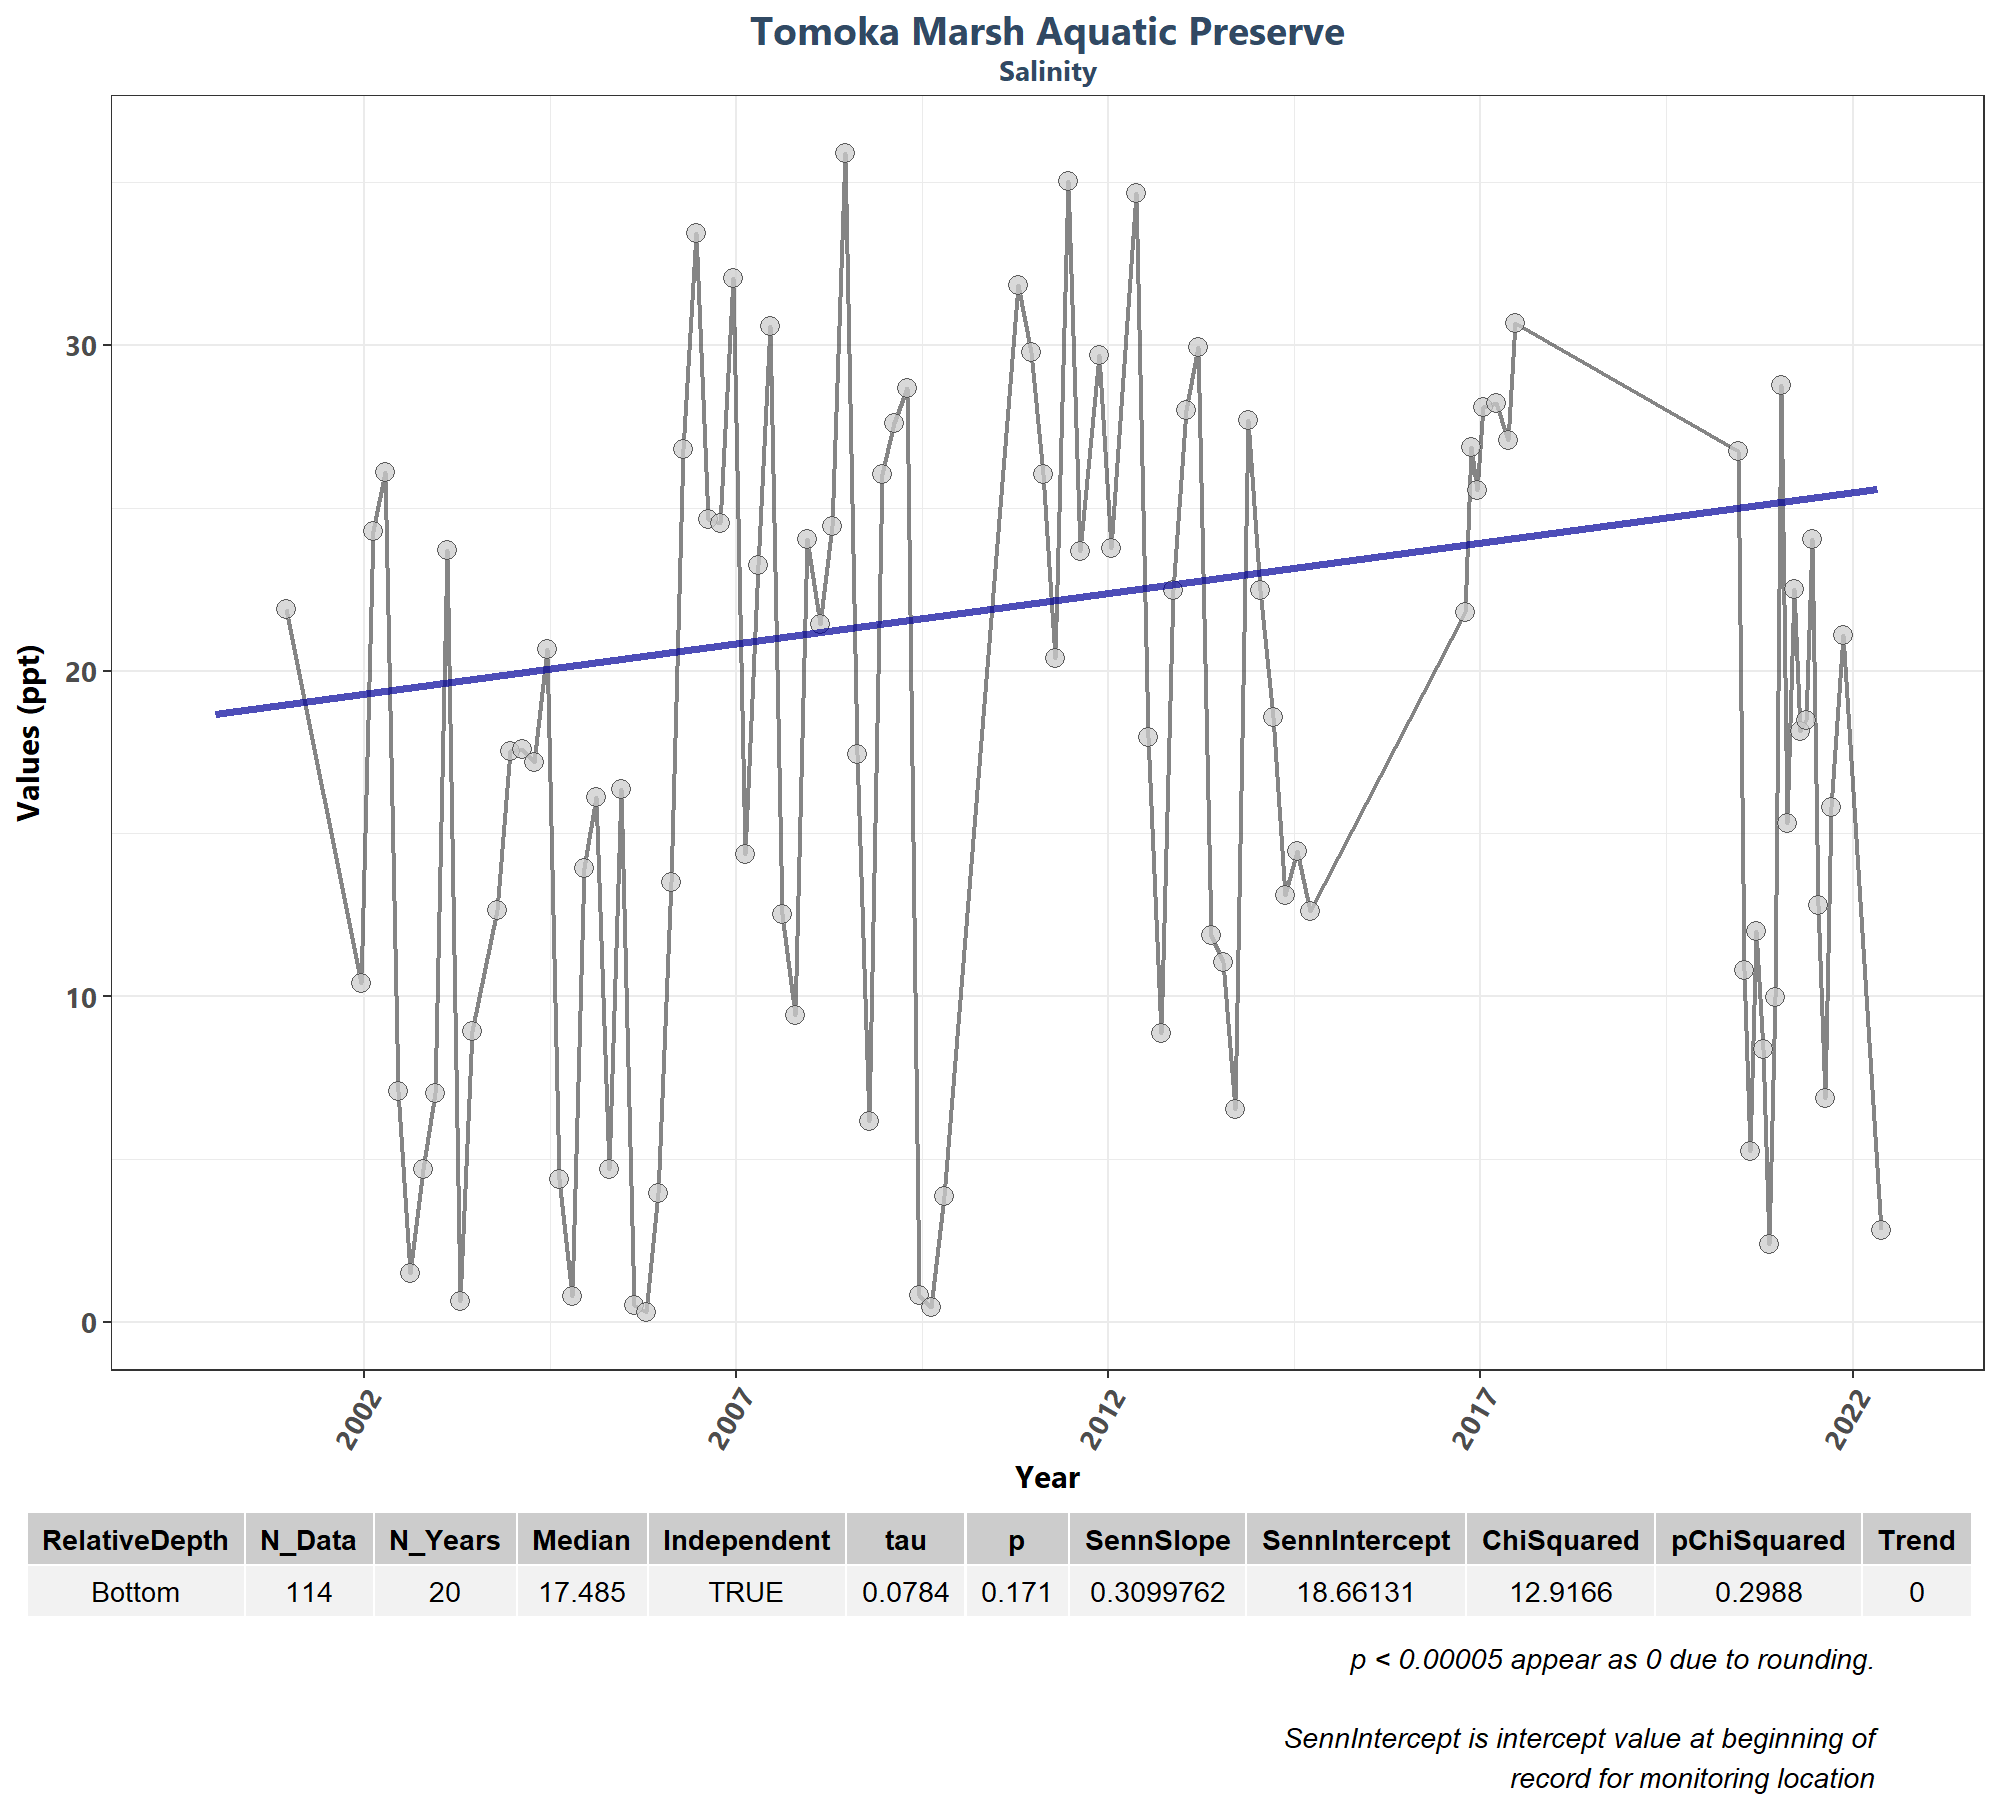 Tomoka Marsh Aquatic Preserve
Salinity
Values (ppt)
30
20
10
0
2002 2007 2012 2017 2022
Year
RelativeDepth N_Data N_Years Median Independent tau p SennSlope SennIntercept ChiSquared pChiSquared Trend
Bottom 114 20 17.485 TRUE 0.0784 0.171 0.3099762 18.66131 12.9166 0.2988 0
p < 0.00005 appear as 0 due to rounding.
SennIntercept is intercept value at beginning of
record for monitoring location